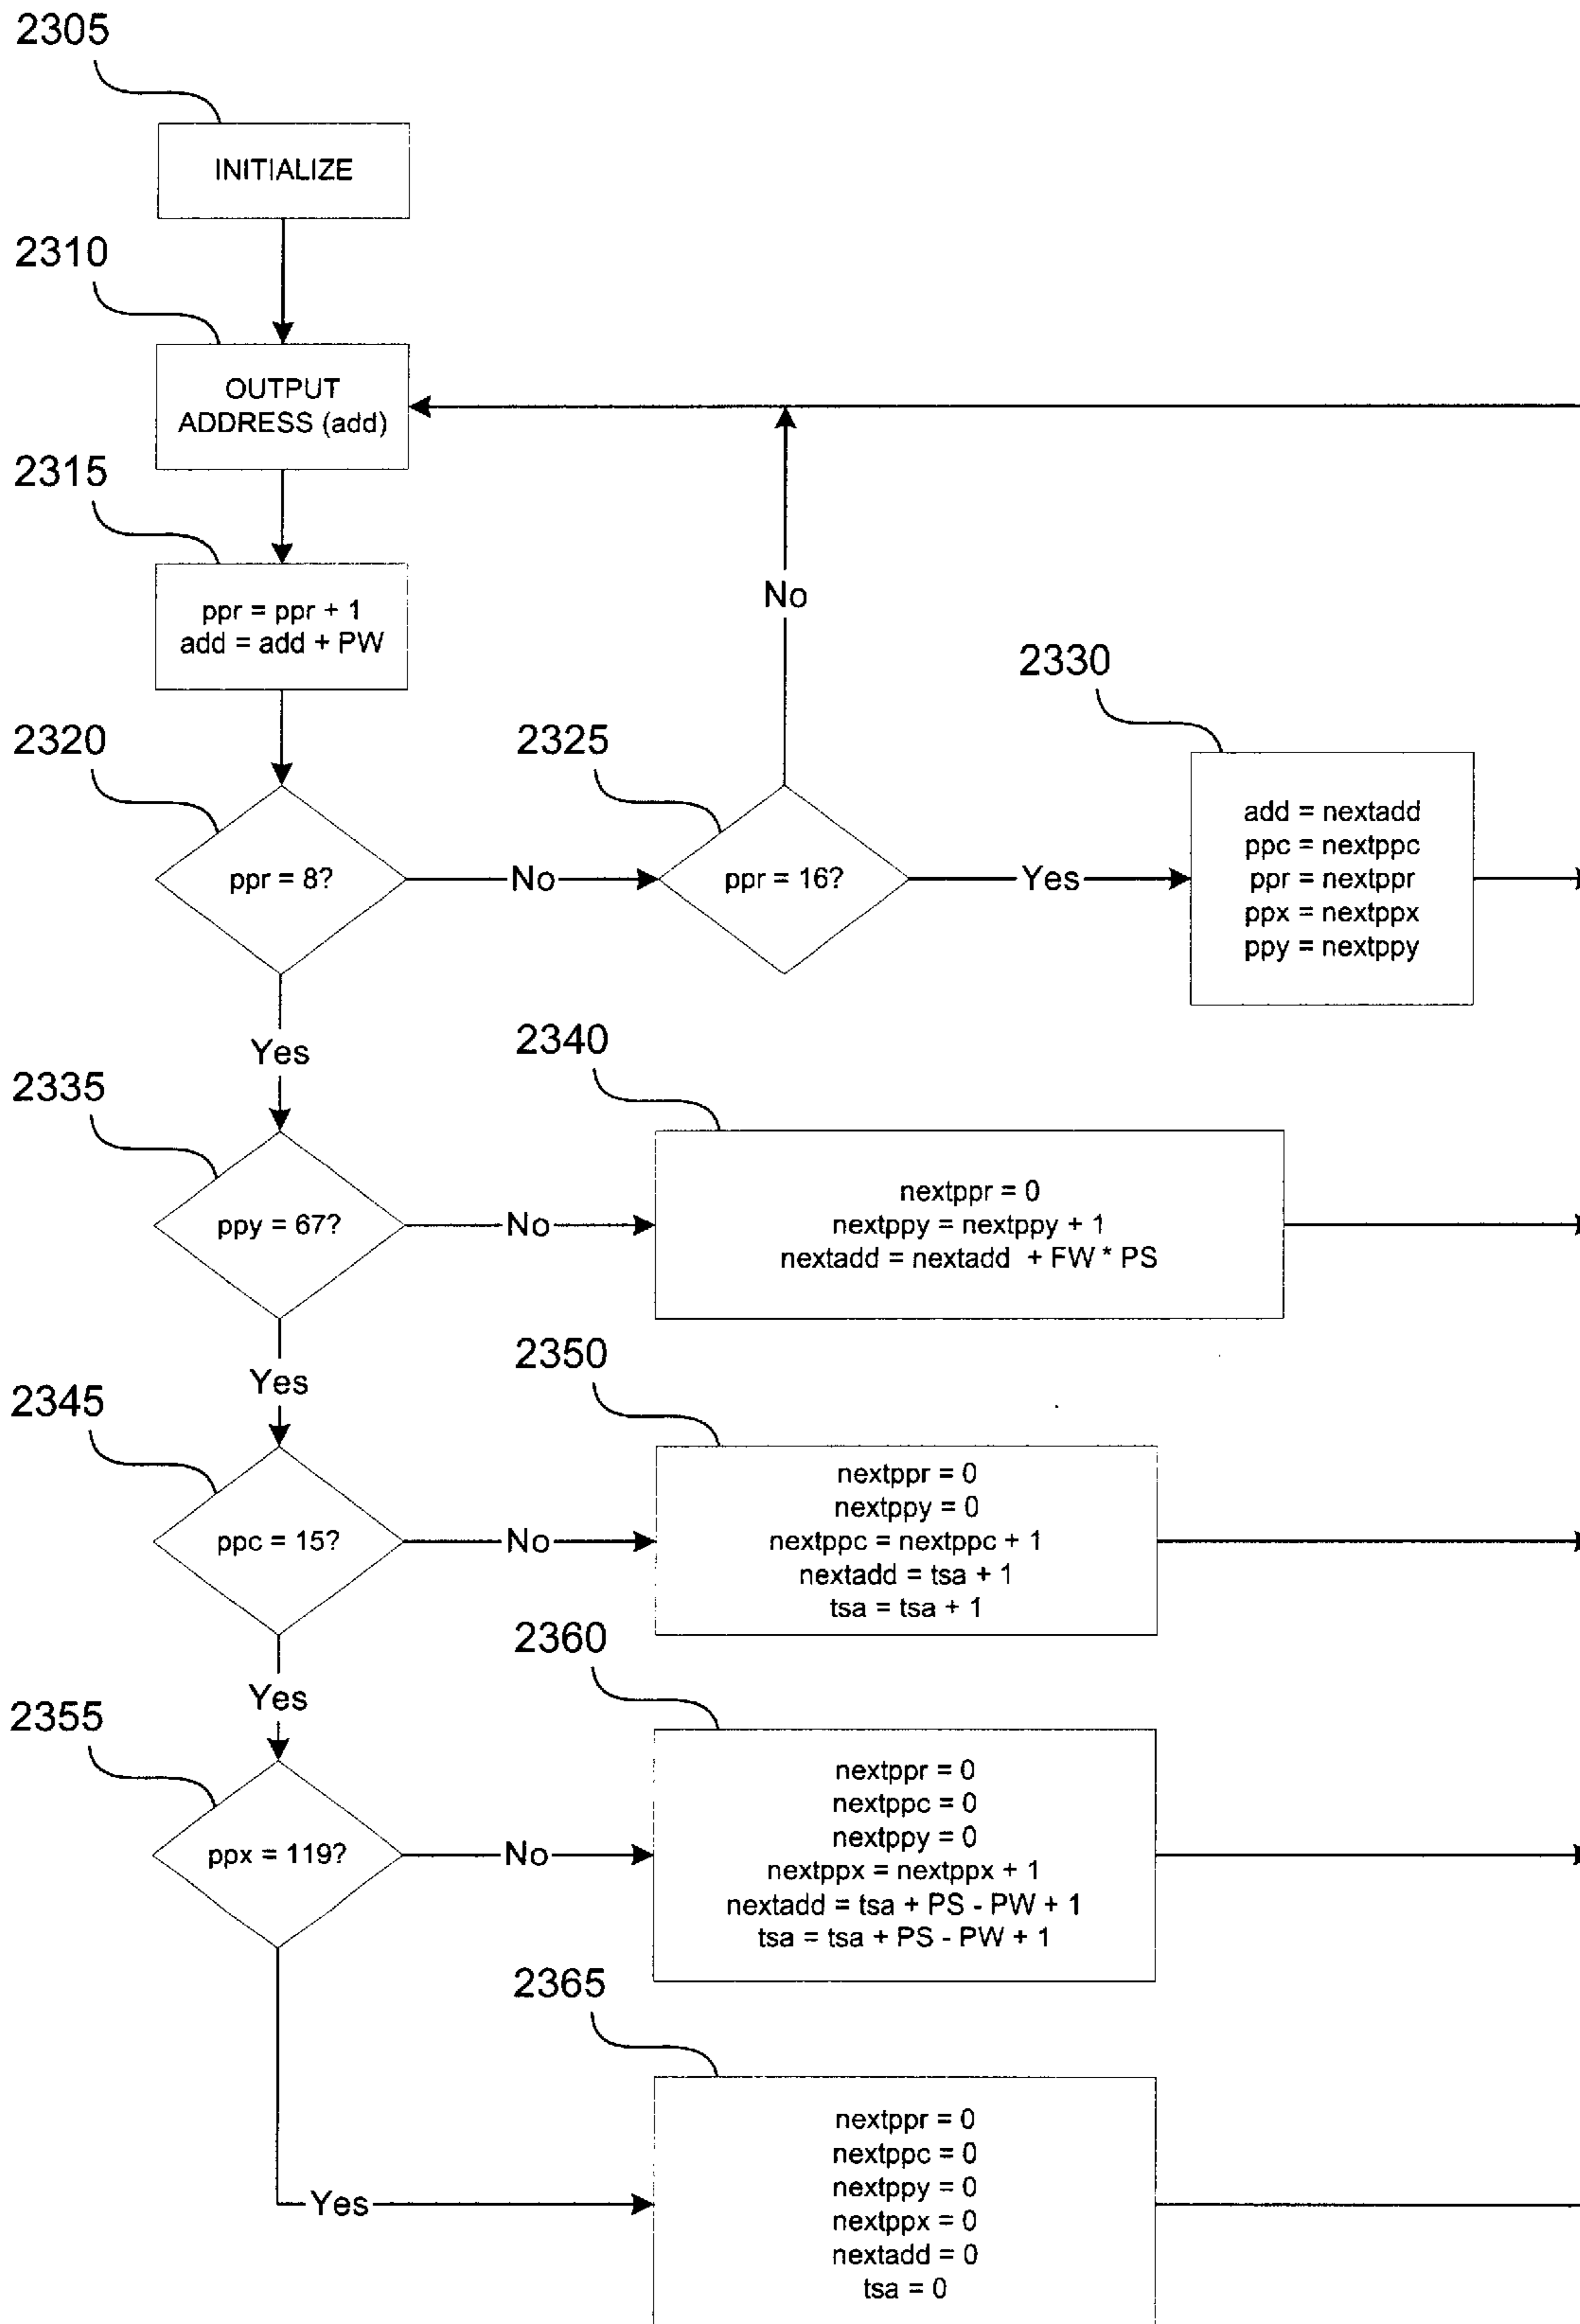 2305
INITIALIZE
2310
OUTPUT
ADDRESS (add)
2315
ppr = ppr + 1
add = add + PW
No
2320
ppr = 8?
No
2325
ppr = 16?
Yes
2330
add = nextadd
ppc = nextppc
ppr = nextppr
ppx = nextppx
ppy = nextppy
Yes
2335
ppy = 67?
No
2340
nextppr = 0
nextppy = nextppy + 1
nextadd = nextadd + FW * PS
Yes
2345
ppc = 15?
No
2350
nextppr = 0
nextppy = 0
nextppc = nextppc + 1
nextadd = tsa + 1
tsa = tsa + 1
Yes
2355
ppx = 119?
No
2360
nextppr = 0
nextppc = 0
nextppy = 0
nextppx = nextppx + 1
nextadd = tsa + PS - PW + 1
tsa = tsa + PS - PW + 1
Yes
2365
nextppr = 0
nextppc = 0
nextppy = 0
nextppx = 0
nextadd = 0
tsa = 0